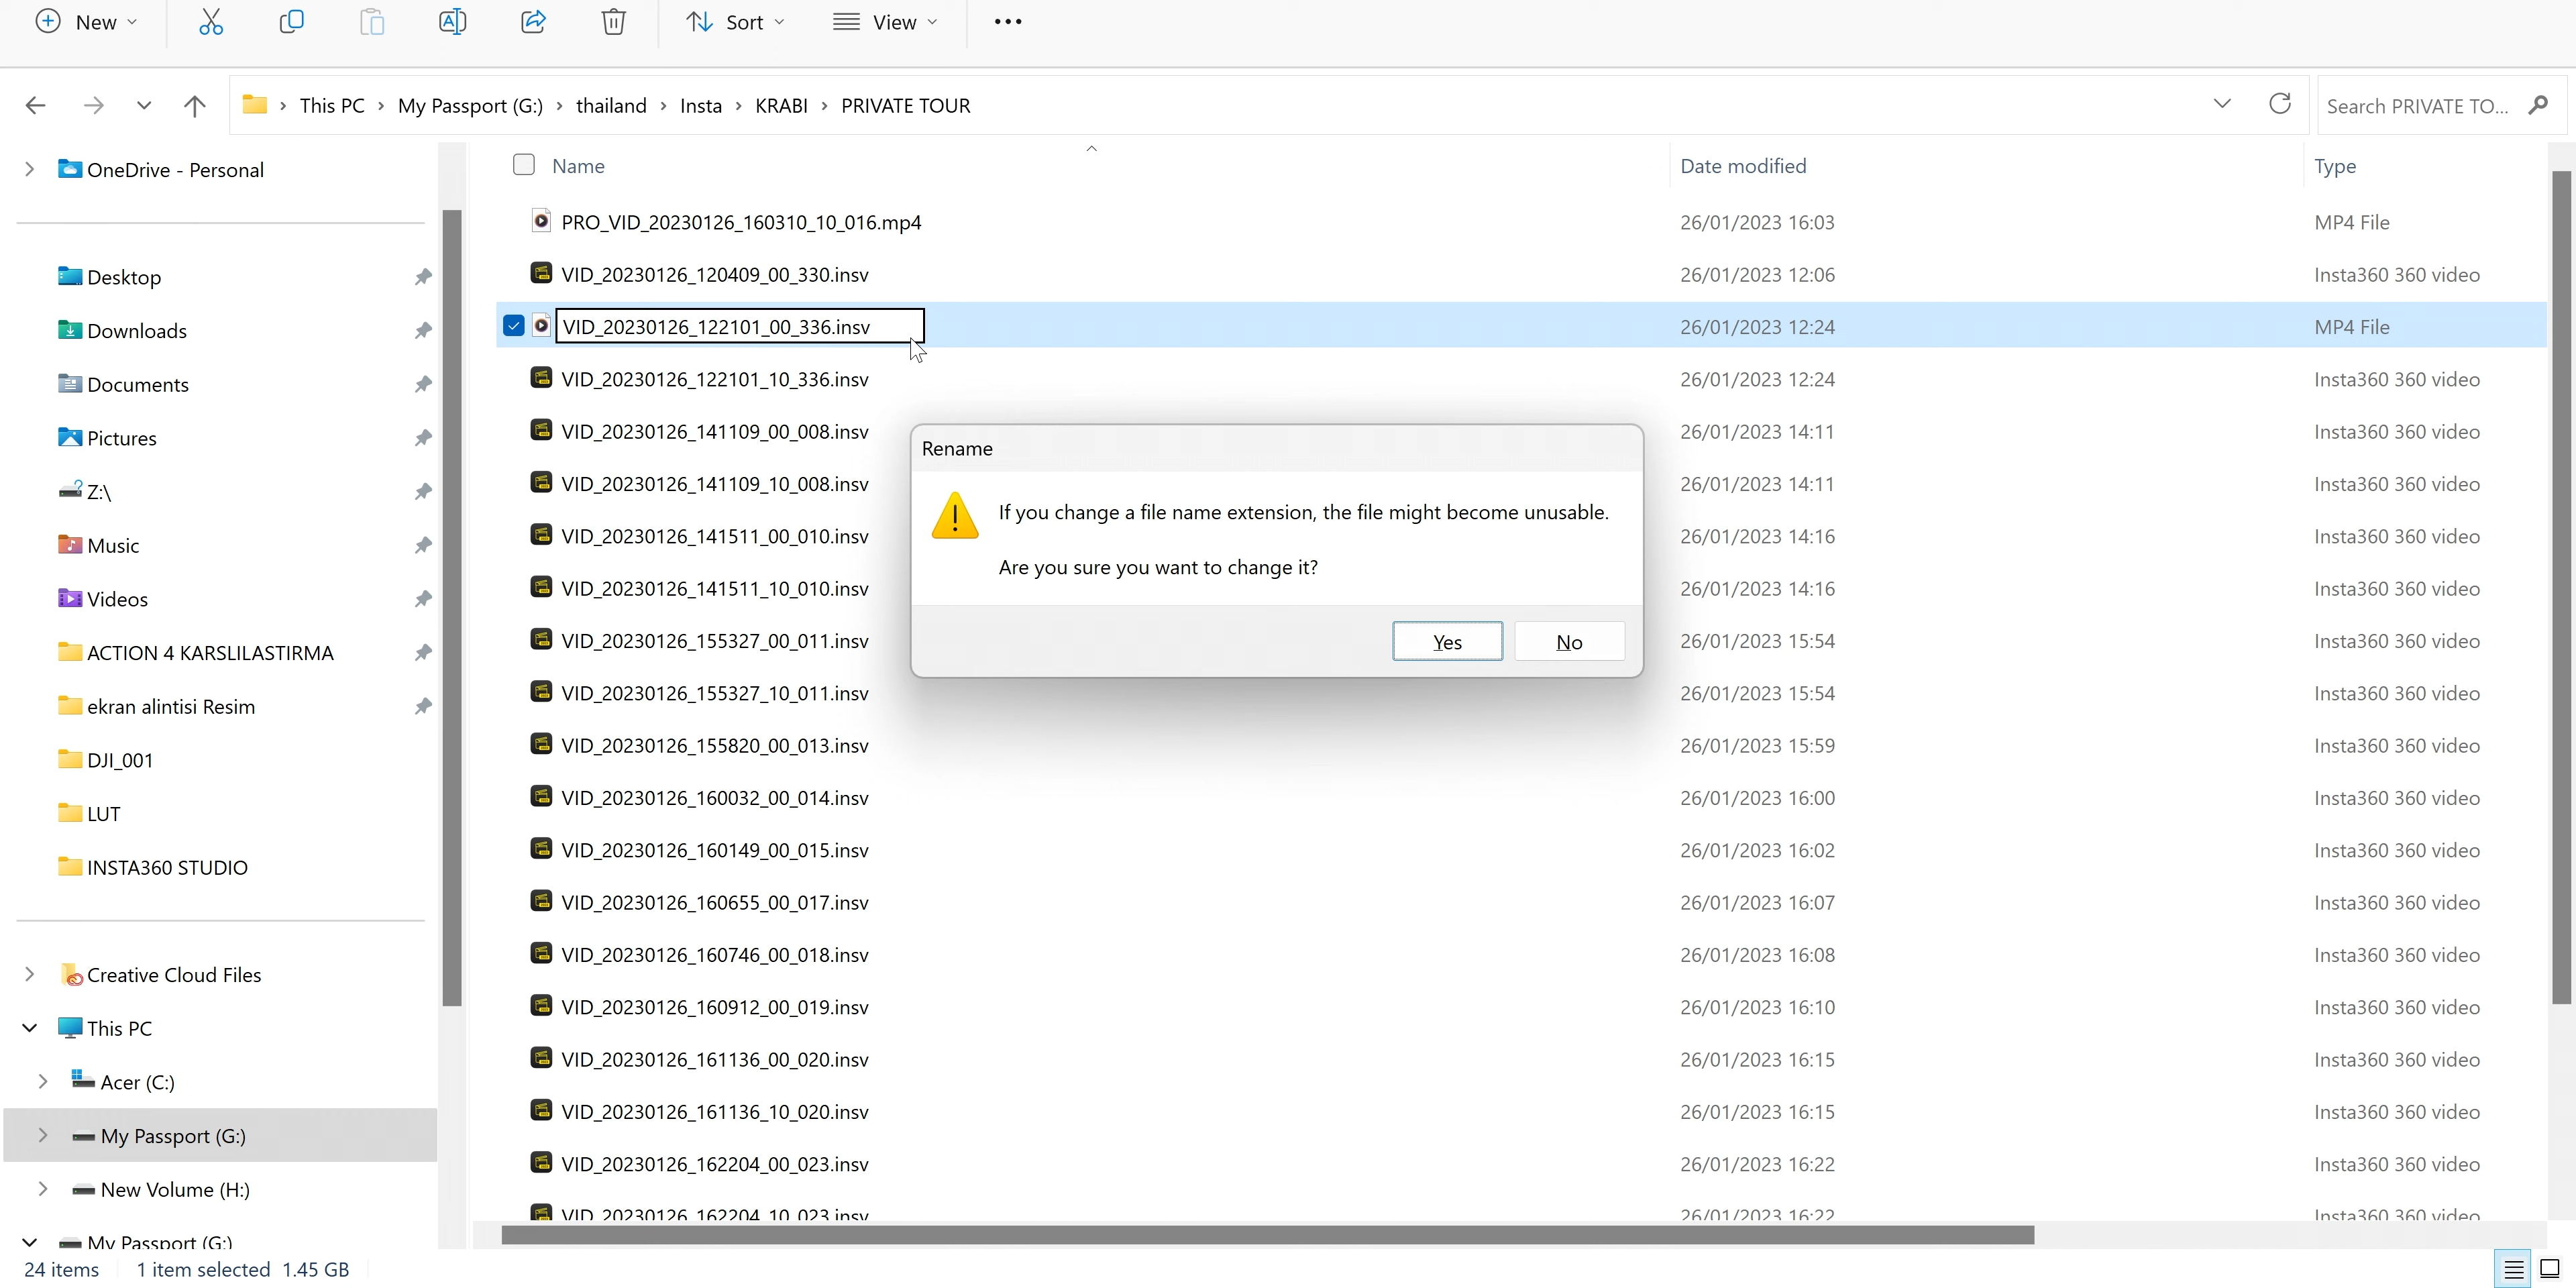 New
Sort
View
This PC > My Passport (G:) > thailand > Insta > KRABI > PRIVATE TOUR
Search PRIVATE TO...
OneDrive - Personal
Desktop
Downloads
Documents
Pictures
Z:\
Music
Videos
ACTION 4 KARSLILASTIRMA
ekran alintisi Resim
DJI_001
LUT
INSTA360 STUDIO
Creative Cloud Files
This PC
Acer (C:)
My Passport (G:)
New Volume (H:)
My Passport (G:)
Name Date modified Type
PRO_VID_20230126_160310_10_016.mp4 26/01/2023 16:03 MP4 File
VID_20230126_120409_00_330.insv 26/01/2023 12:06 Insta360 360 video
VID_20230126_122101_00_336.insv 26/01/2023 12:24 MP4 File
VID_20230126_122101_10_336.insv 26/01/2023 12:24 Insta360 360 video
VID_20230126_141109_00_008.insv 26/01/2023 14:11 Insta360 360 video
VID_20230126_141109_10_008.insv 26/01/2023 14:11 Insta360 360 video
VID_20230126_141511_00_010.insv 26/01/2023 14:16 Insta360 360 video
VID_20230126_141511_10_010.insv 26/01/2023 14:16 Insta360 360 video
VID_20230126_155327_00_011.insv 26/01/2023 15:54 Insta360 360 video
VID_20230126_155327_10_011.insv 26/01/2023 15:54 Insta360 360 video
VID_20230126_155820_00_013.insv 26/01/2023 15:59 Insta360 360 video
VID_20230126_160032_00_014.insv 26/01/2023 16:00 Insta360 360 video
VID_20230126_160149_00_015.insv 26/01/2023 16:02 Insta360 360 video
VID_20230126_160655_00_017.insv 26/01/2023 16:07 Insta360 360 video
VID_20230126_160746_00_018.insv 26/01/2023 16:08 Insta360 360 video
VID_20230126_160912_00_019.insv 26/01/2023 16:10 Insta360 360 video
VID_20230126_161136_00_020.insv 26/01/2023 16:15 Insta360 360 video
VID_20230126_161136_10_020.insv 26/01/2023 16:15 Insta360 360 video
VID_20230126_162204_00_023.insv 26/01/2023 16:22 Insta360 360 video
VID_20230126_162204_10_023.insv 26/01/2023 16:22 Insta360 360 video
Rename
If you change a file name extension, the file might become unusable.
Are you sure you want to change it?
Yes
No
24 items 1 item selected 1.45 GB